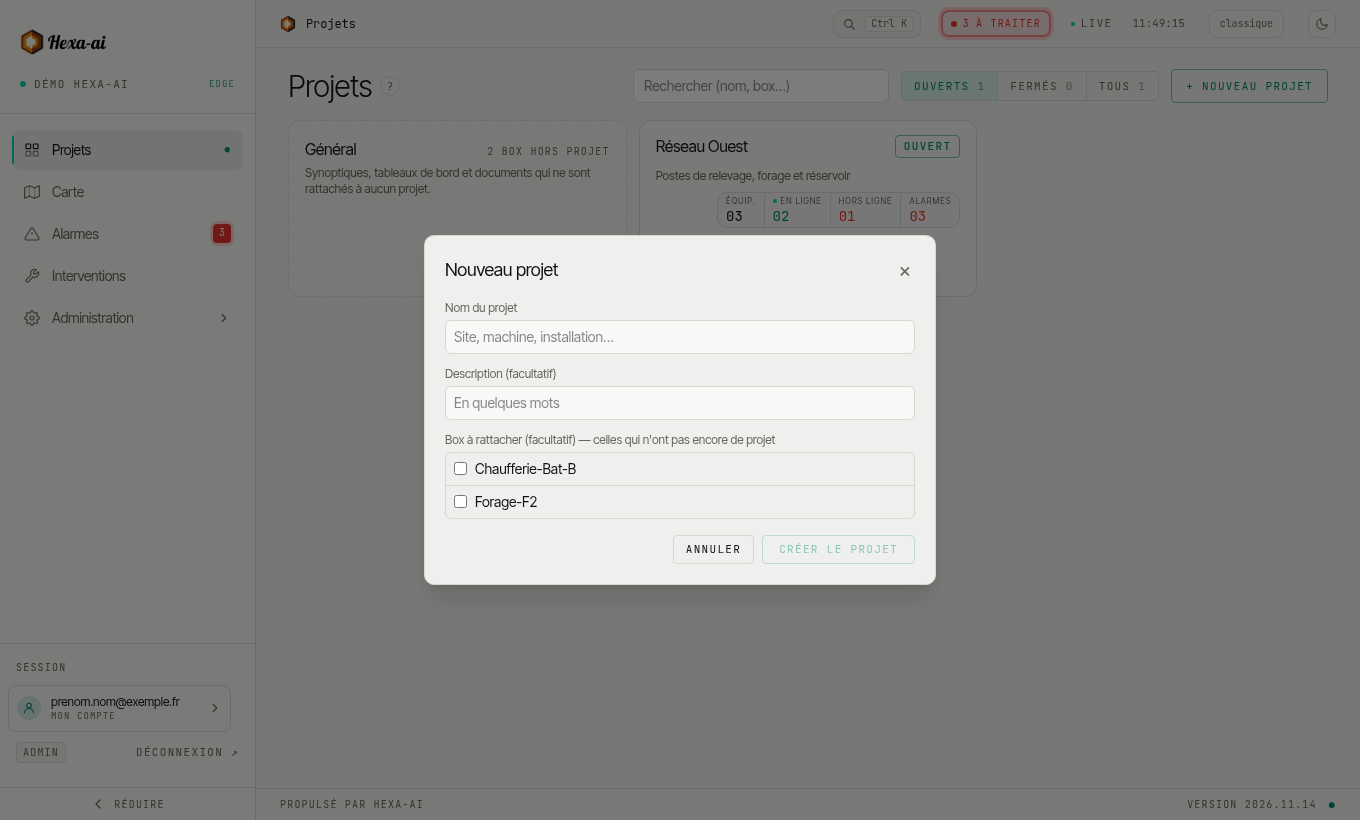 Hexa-ai
DÉMO HEXA-AI
EDGE
Projets
Carte
Alarmes
3
Interventions
Administration
SESSION
prenom.nom@exemple.fr
MON COMPTE
ADMIN
DÉCONNEXION ↗
RÉDUIRE
Projets
Ctrl K
3 À TRAITER
LIVE
11:49:15
classique
Projets
?
Rechercher (nom, box…)
OUVERTS 1
FERMÉS 0
TOUS 1
+ NOUVEAU PROJET
Général
2 BOX HORS PROJET
Synoptiques, tableaux de bord et documents qui ne sont
rattachés à aucun projet.
Réseau Ouest
OUVERT
Postes de relevage, forage et réservoir
ÉQUIP.
03
EN LIGNE
02
HORS LIGNE
01
ALARMES
03
Nouveau projet
×
Nom du projet
Site, machine, installation…
Description (facultatif)
En quelques mots
Box à rattacher (facultatif) — celles qui n'ont pas encore de projet
Chaufferie-Bat-B
Forage-F2
ANNULER
CRÉER LE PROJET
PROPULSÉ PAR HEXA-AI
VERSION 2026.11.14